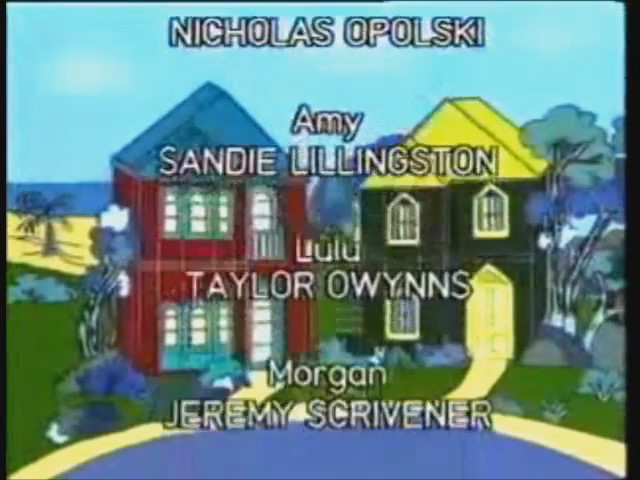 NICHOLAS OPOLSKI
Amy
SANDIE LILLINGSTON
Lulu
TAYLOR OWYNNS
Morgan
JEREMY SCRIVENER